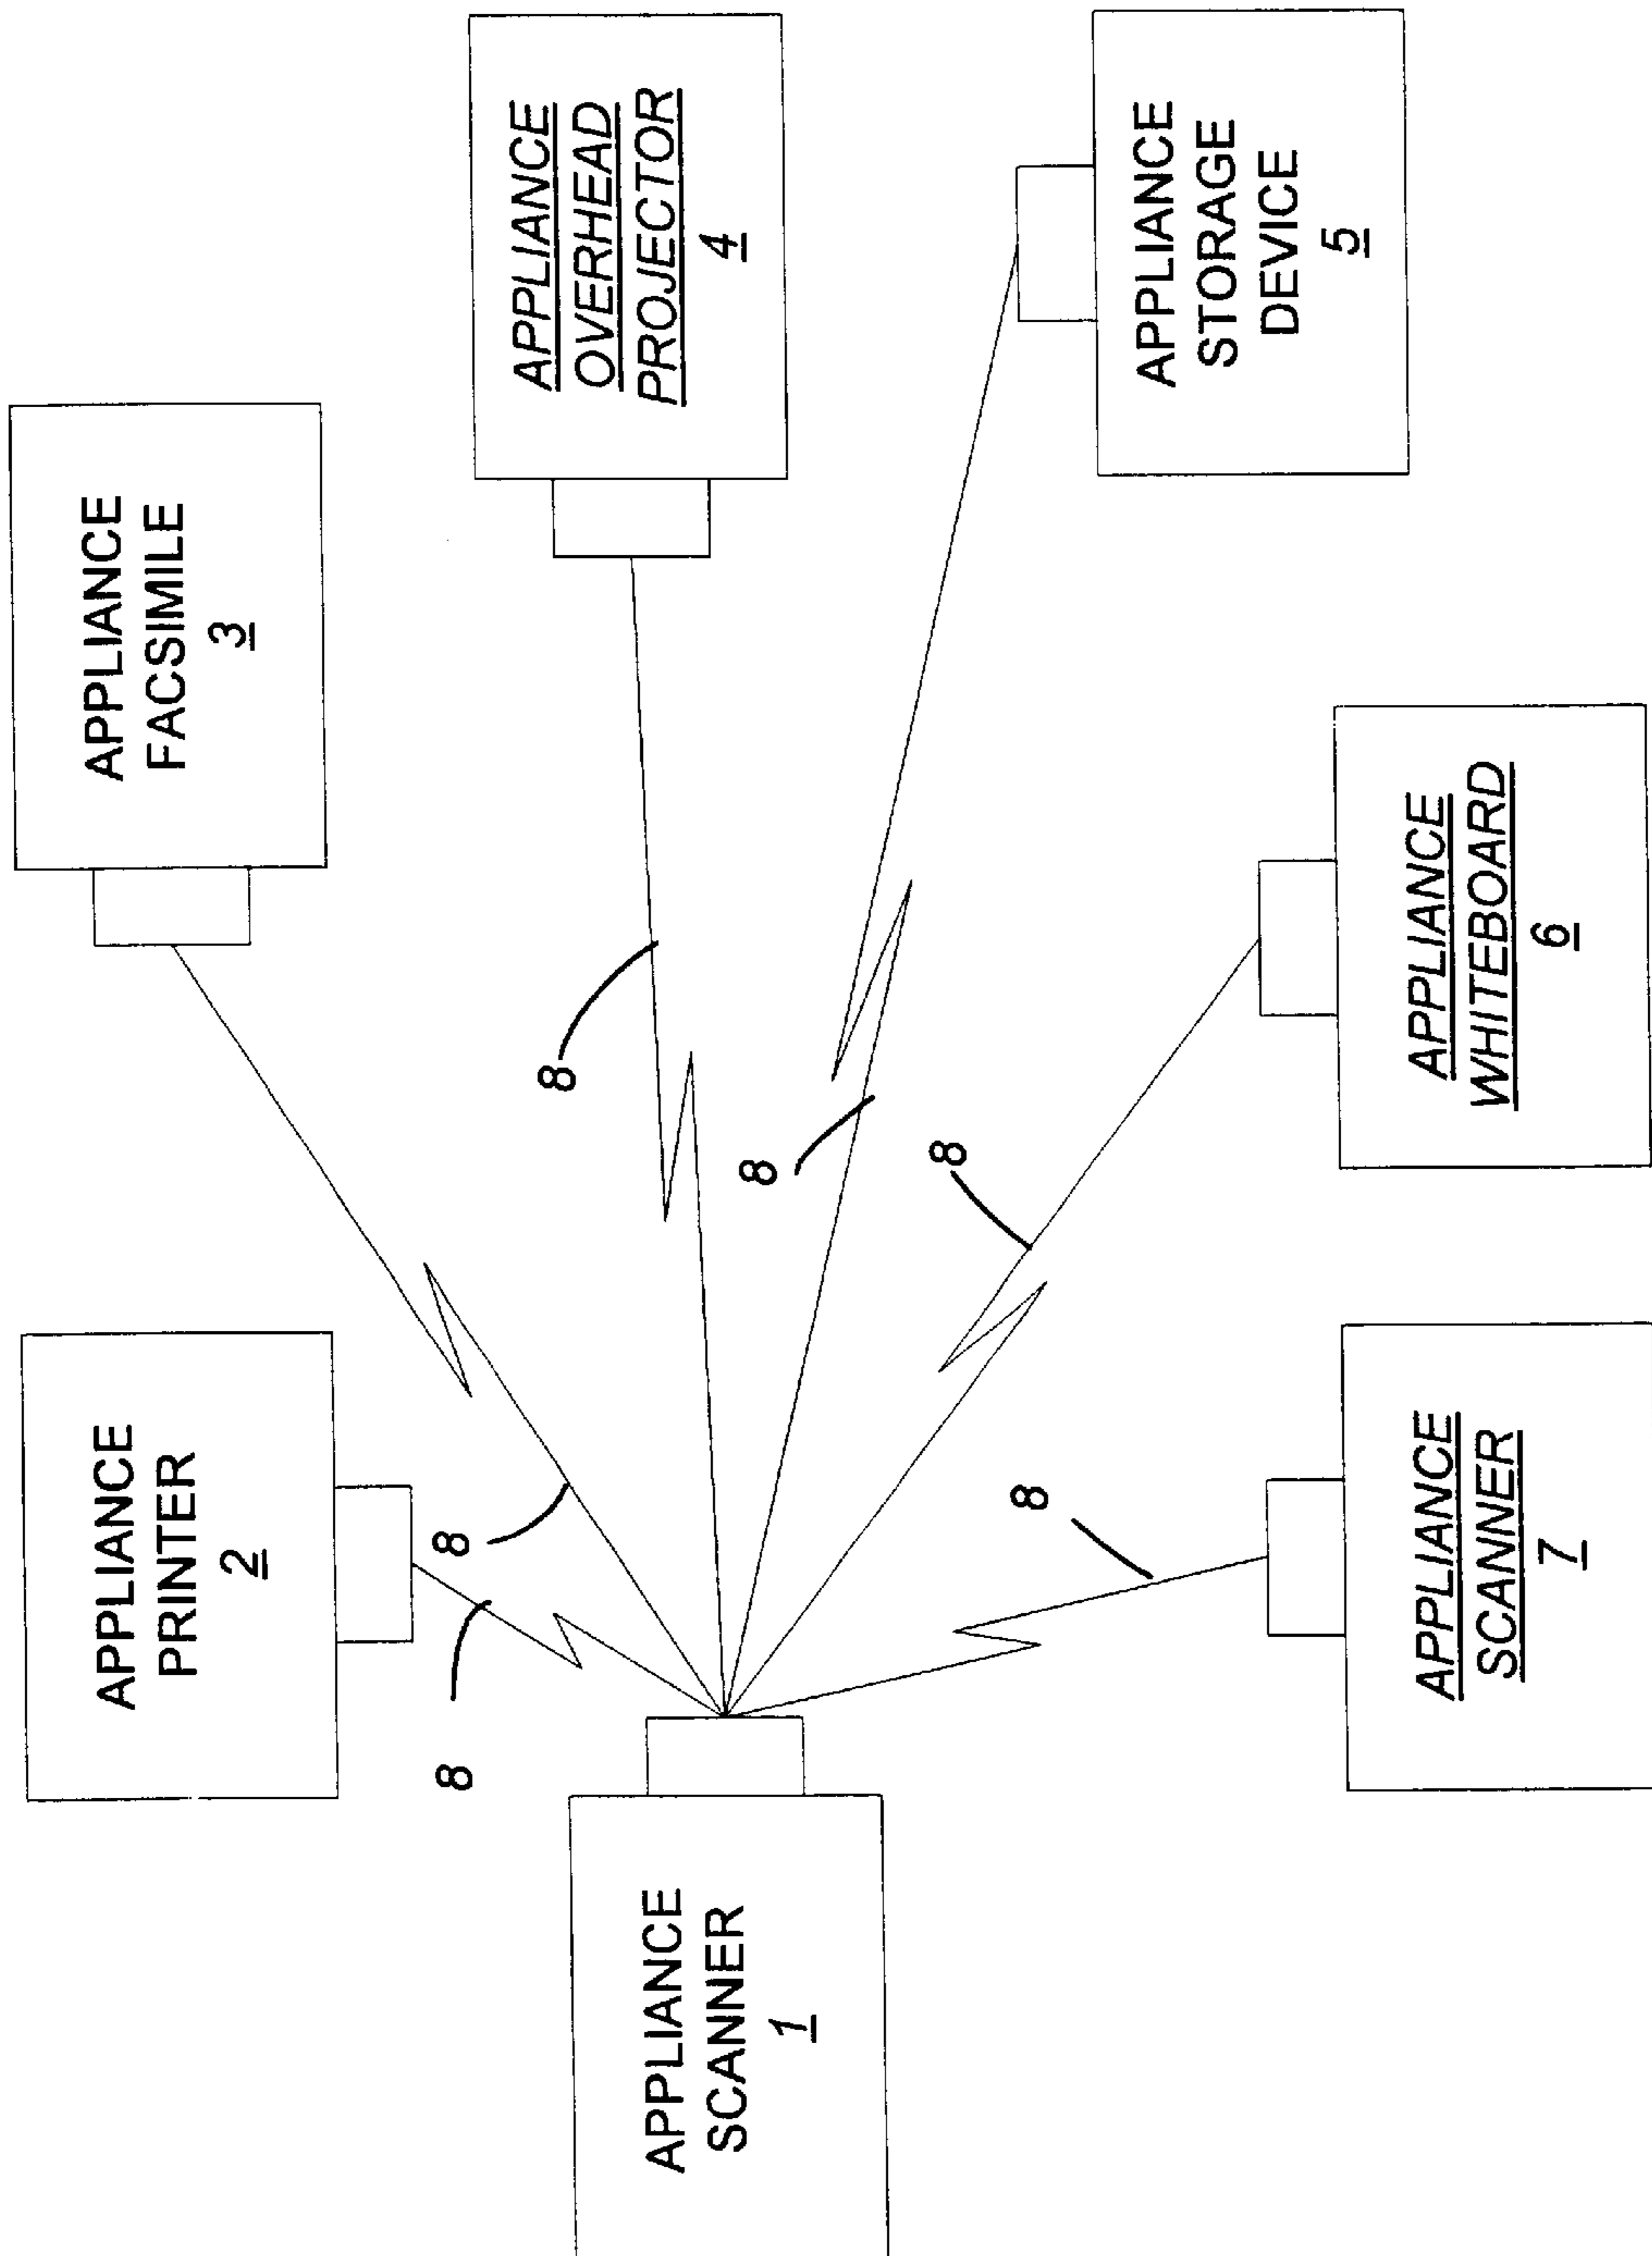 APPLIANCE
SCANNER
1
APPLIANCE
PRINTER
2
APPLIANCE
FACSIMILE
3
APPLIANCE
OVERHEAD
PROJECTOR
4
APPLIANCE
STORAGE
DEVICE
5
APPLIANCE
WHITEBOARD
6
APPLIANCE
SCANNER
7
8
8
8
8
8
8